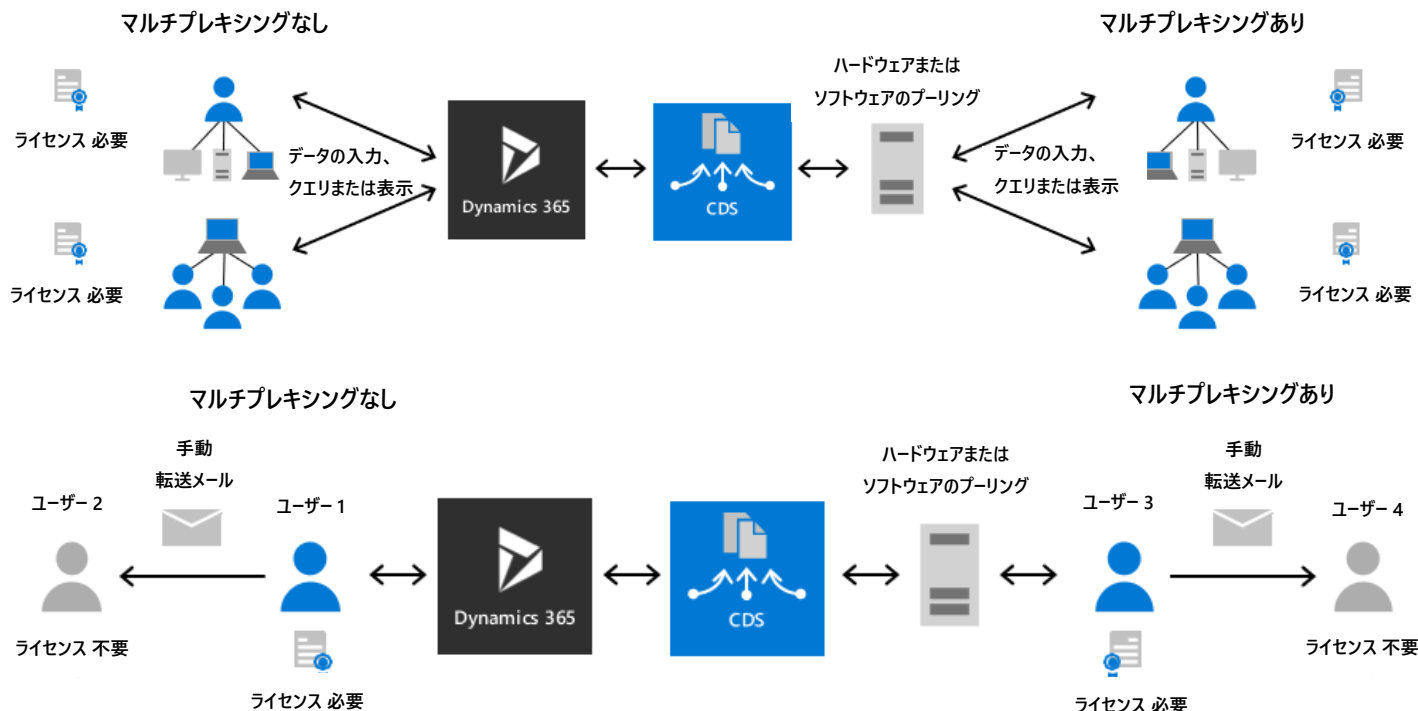 マルチプレキシングなし
マルチプレキシングあり
ライセンス 必要
ライセンス 必要
データの入力、
クエリまたは表示
Dynamics 365
CDS
ハードウェアまたは
ソフトウェアのプーリング
データの入力、
クエリまたは表示
ライセンス 必要
ライセンス 必要
マルチプレキシングなし
マルチプレキシングあり
ユーザー 2
手動
転送メール
ユーザー 1
ライセンス 不要
ライセンス 必要
Dynamics 365
CDS
ハードウェアまたは
ソフトウェアのプーリング
ユーザー 3
手動
転送メール
ユーザー 4
ライセンス 必要
ライセンス 不要